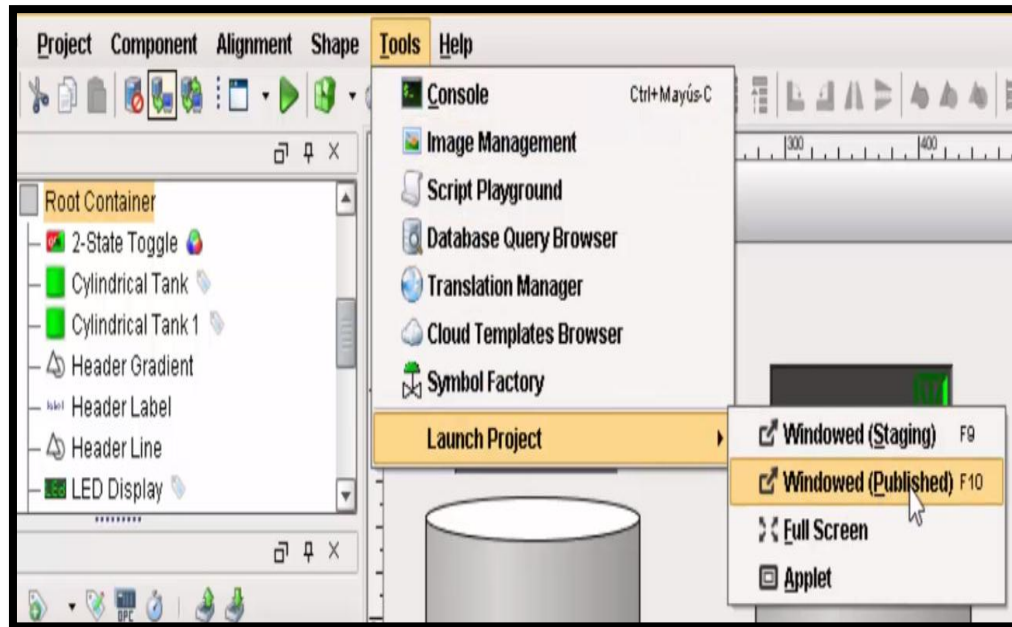 Project Component Alignment Shape Tools Help
Console Ctrl+Mayús-C
Image Management
Script Playground
Database Query Browser
Translation Manager
Cloud Templates Browser
Symbol Factory
Launch Project
Windowed (Staging) F9
Windowed (Published) F10
Full Screen
Applet
300 400
Root Container
2-State Toggle
Cylindrical Tank
Cylindrical Tank 1
Header Gradient
Header Label
Header Line
LED Display
OPC